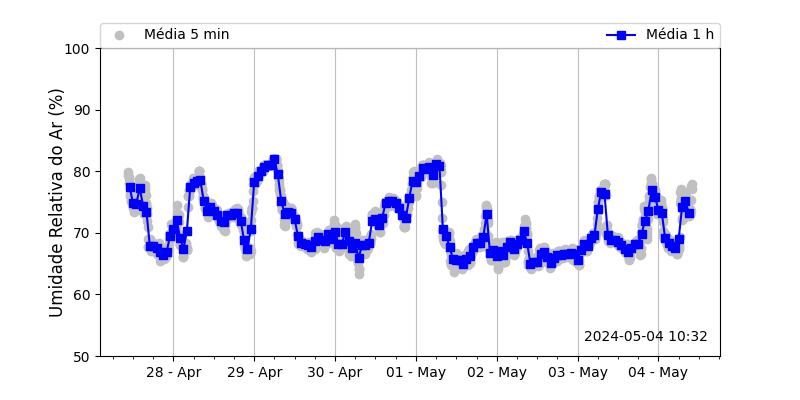 Média 5 min
Média 1 h
Umidade Relativa do Ar (%)
100
90
80
70
60
50
2024-05-04 10:32
28 - Apr
29 - Apr
30 - Apr
01 - May
02 - May
03 - May
04 - May